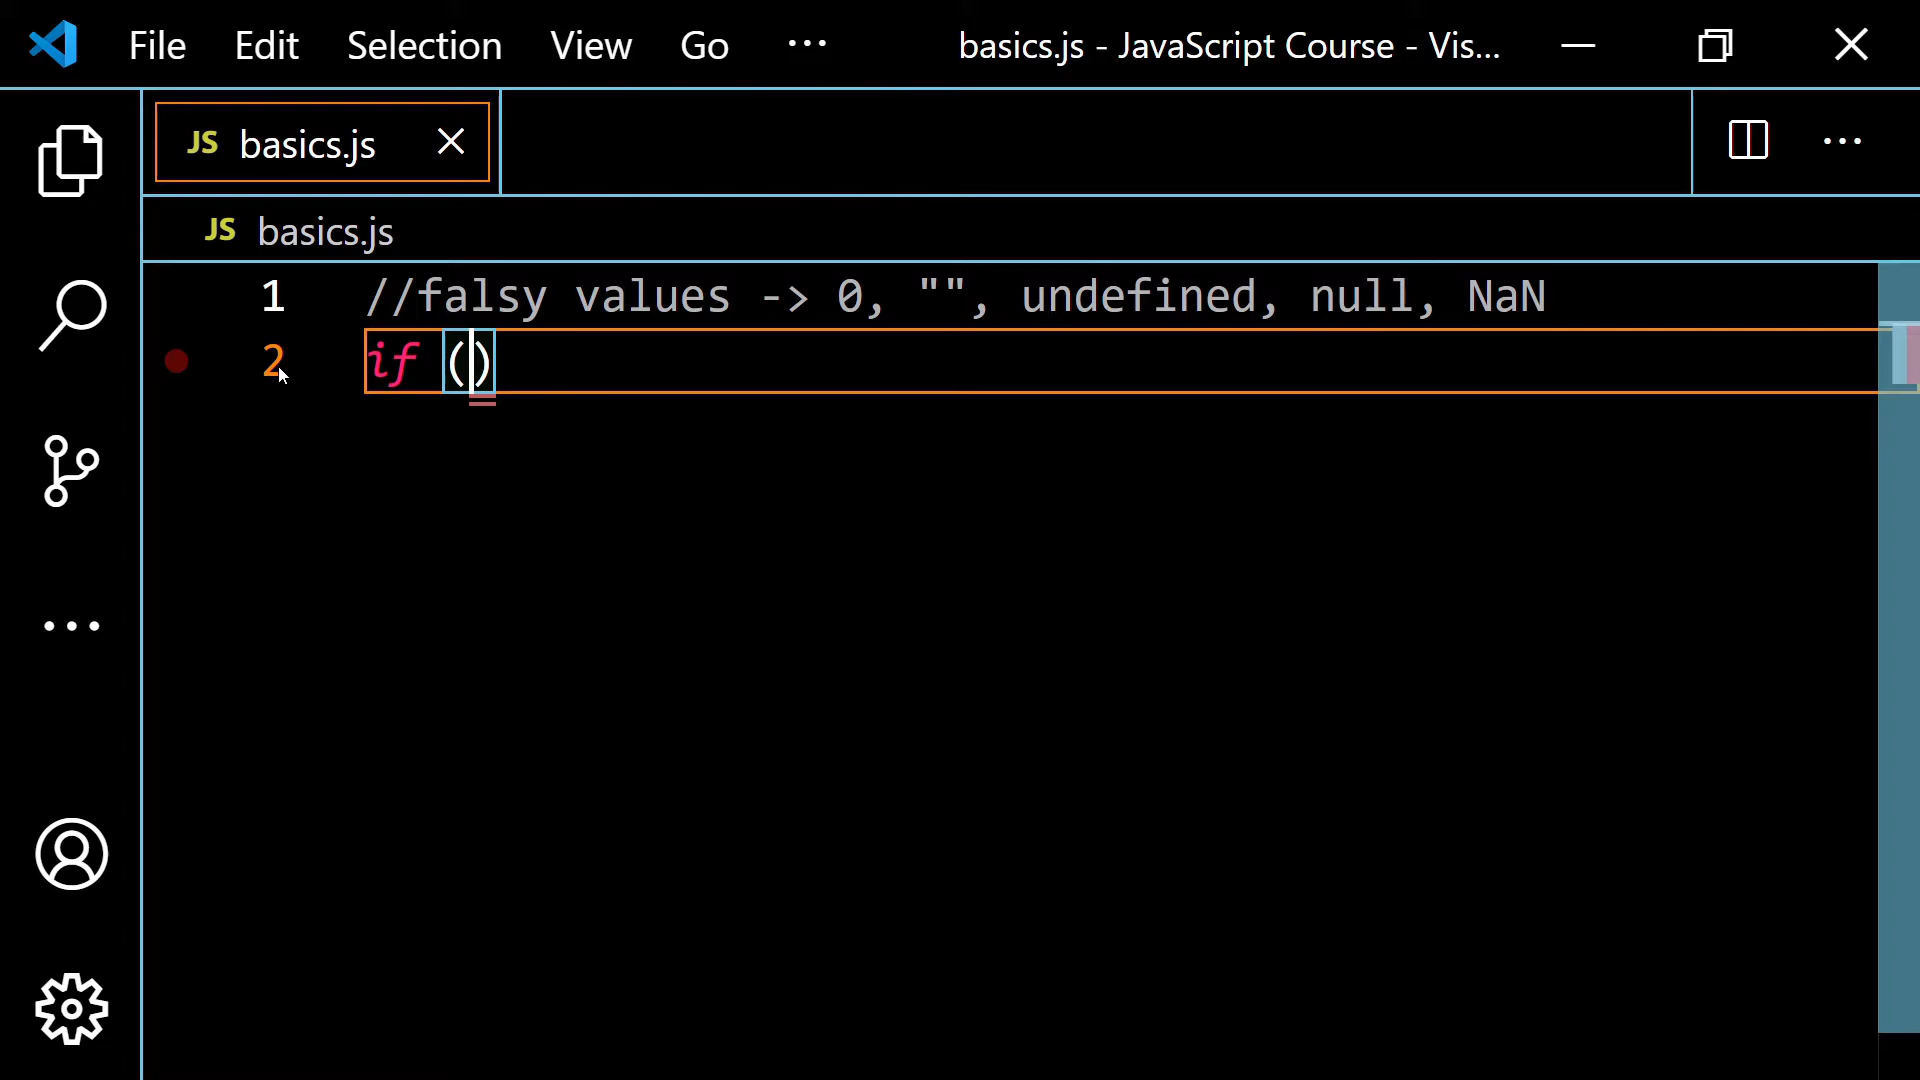 File Edit Selection View Go ··· basics.js - JavaScript Course - Vis...
JS basics.js
JS basics.js
1 //falsy values -> 0, "", undefined, null, NaN
2 if ()